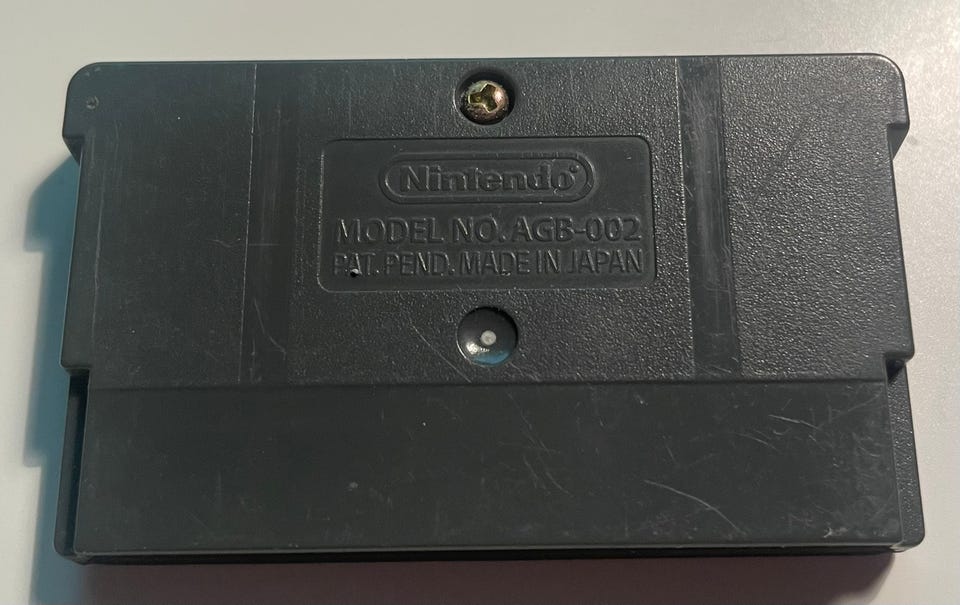 Nintendo
MODEL NO. AGB-002
PAT. PEND. MADE IN JAPAN